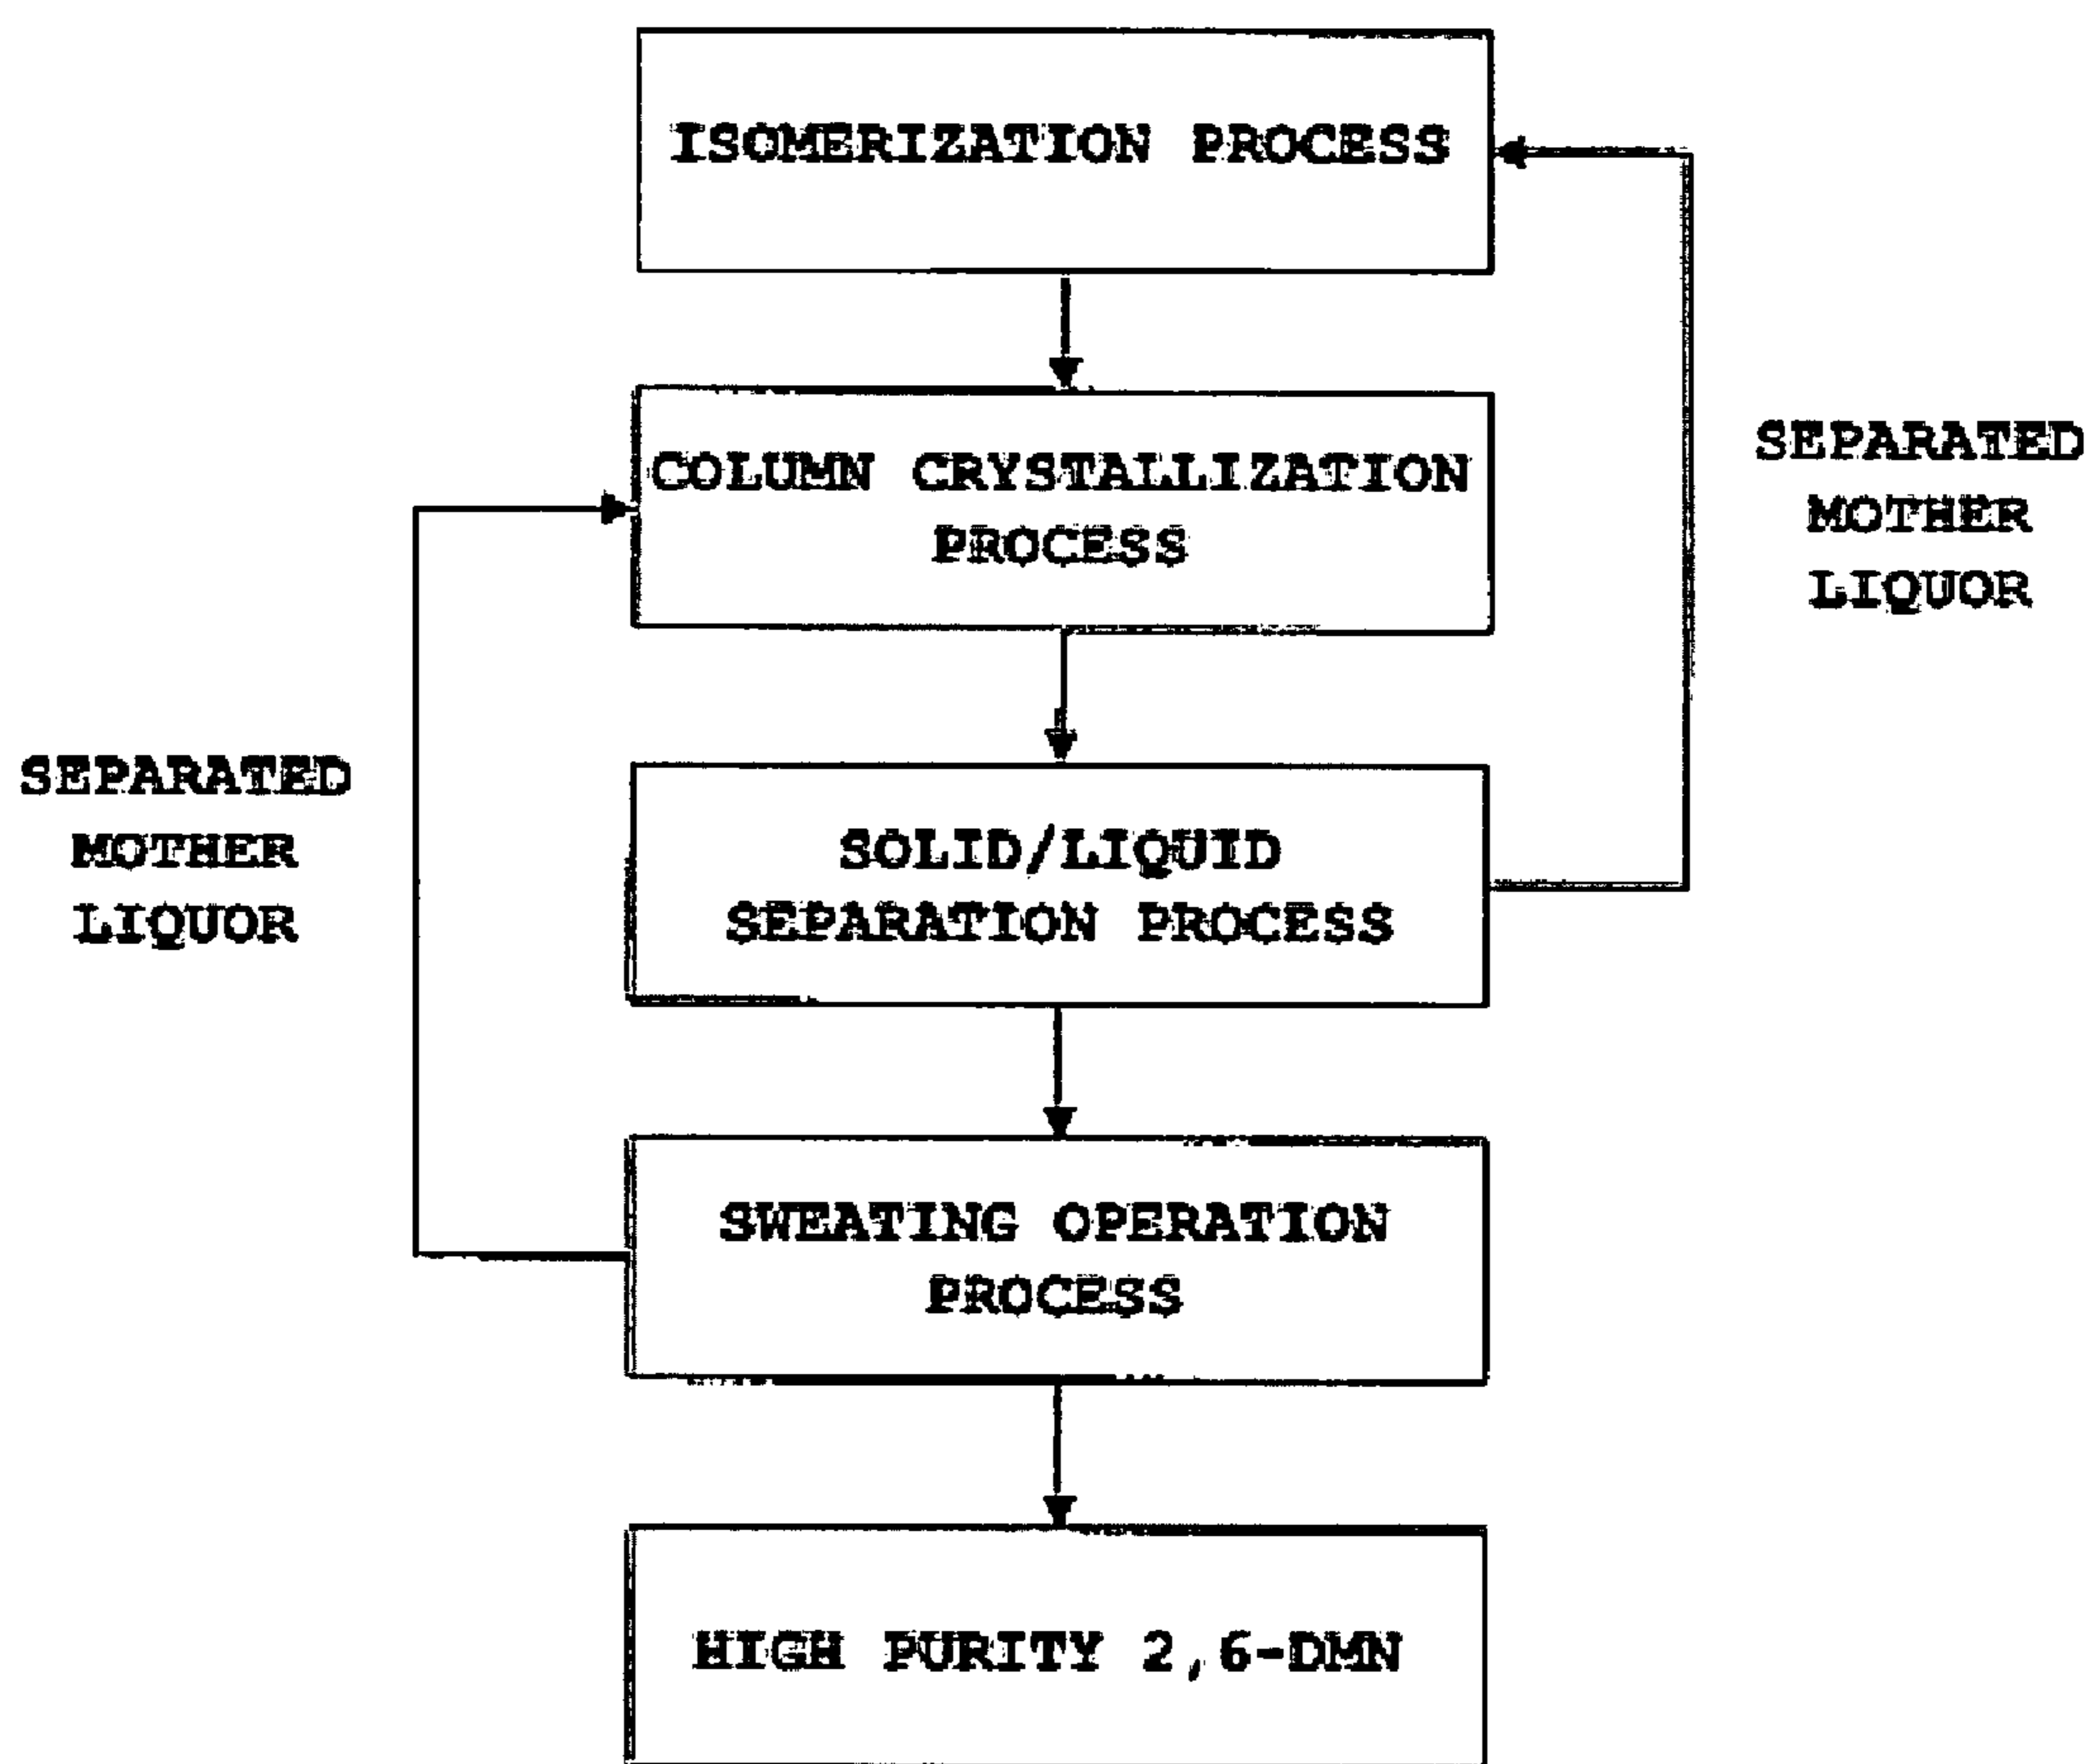 ISOMERIZATION PROCESS
COLUMN CRYSTALLIZATION
PROCESS
SEPARATED
MOTHER
LIQUOR
SEPARATED
MOTHER
LIQUOR
SOLID/LIQUID
SEPARATION PROCESS
SWEATING OPERATION
PROCESS
HIGH PURITY 2,6-DMN